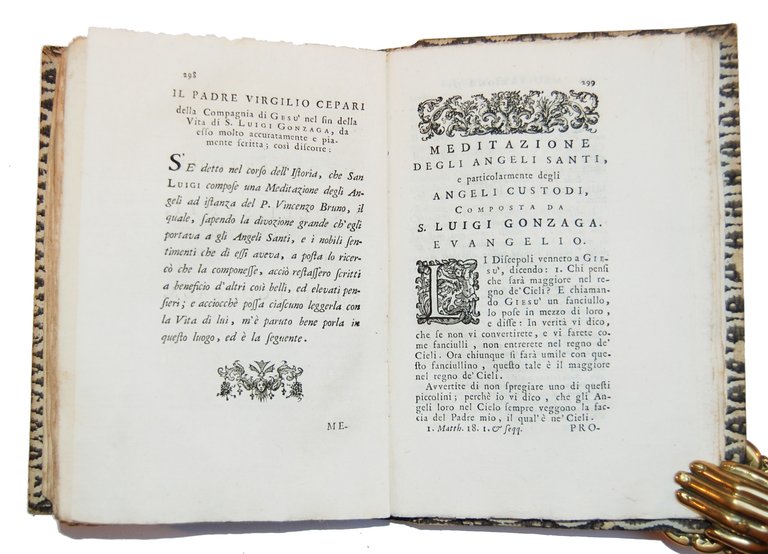 298
IL PADRE VIRGILIO CEPARI
della Compagnia di GESU' nel fin della
Vita di S. LUIGI GONZAGA, da
esso molto accuratamente e pia-
mente scritta; così discorre:
S'È detto nel corso dell'Istoria, che San
LUIGI compose una Meditazione degli An-
geli ad istanza del P. Vincenzo Bruno, il
quale, sapendo la divozione grande ch'egli
portava a gli Angeli Santi, e i nobili sen-
timenti che di essi aveva, a posta lo ricer-
cò che la componesse, acciò restassero scritti
a beneficio d'altri così belli, ed elevati pen-
sieri; e acciocchè possa ciascuno leggerla con
la Vita di lui, m'è paruto bene porla in
questo luogo, ed è la seguente.
ME-
299
MEDITAZIONE
DEGLI ANGELI SANTI,
e particolarmente degli
ANGELI CUSTODI,
COMPOSTA DA
S. LUIGI GONZAGA.
EVANGELIO.
LI Discepoli vennero a GIE-
SU', dicendo: 1. Chi pensi
che sarà maggiore nel re-
gno de' Cieli? E chiaman-
do GIESU' un fanciullo,
lo pose in mezzo di loro,
e disse: In verità vi dico,
che se non vi convertirete, e vi farete co-
me fanciulli, non entrerete nel regno de'
Cieli. Ora chiunque si farà umile con que-
sto fanciullino, questo tale è il maggiore
nel regno de' Cieli.
Avvertite di non spregiare uno di questi
piccolini; perchè io vi dico, che gli An-
geli loro nel Cielo sempre veggono la fac-
cia del Padre mio, il qual'è ne' Cieli.
1. Matth. 18. 1. & seqq.
PRO-